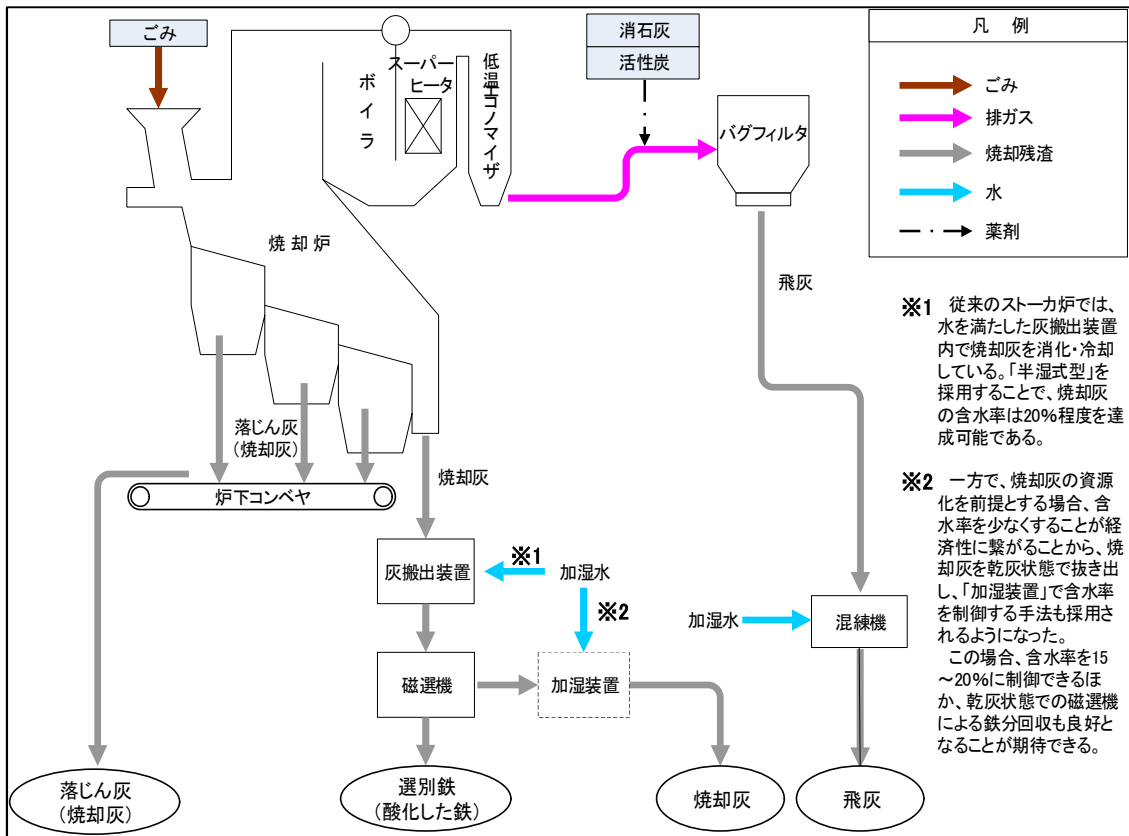 ごみ
ボイラ
スーパー
ヒータ
低温エコノマイザ
消石灰
活性炭
バグフィルタ
凡 例
ごみ
排ガス
焼却残渣
水
薬剤
焼却炉
飛灰
落じん灰
(焼却灰)
焼却灰
炉下コンベヤ
灰搬出装置
※1
加湿水
※2
磁選機
加湿装置
加湿水
混練機
落じん灰
(焼却灰)
選別鉄
(酸化した鉄)
焼却灰
飛灰
※1 従来のストーカ炉では、
水を満たした灰搬出装置
内で焼却灰を消化・冷却
している。「半湿式型」を
採用することで、焼却灰
の含水率は20%程度を達
成可能である。
※2 一方で、焼却灰の資源
化を前提とする場合、含
水率を少なくすることが経
済性に繋がることから、焼
却灰を乾灰状態で抜き出
し、「加湿装置」で含水率
を制御する手法も採用さ
れるようになった。
この場合、含水率を15
～20%に制御できるほ
か、乾灰状態での磁選機
による鉄分回収も良好と
なることが期待できる。